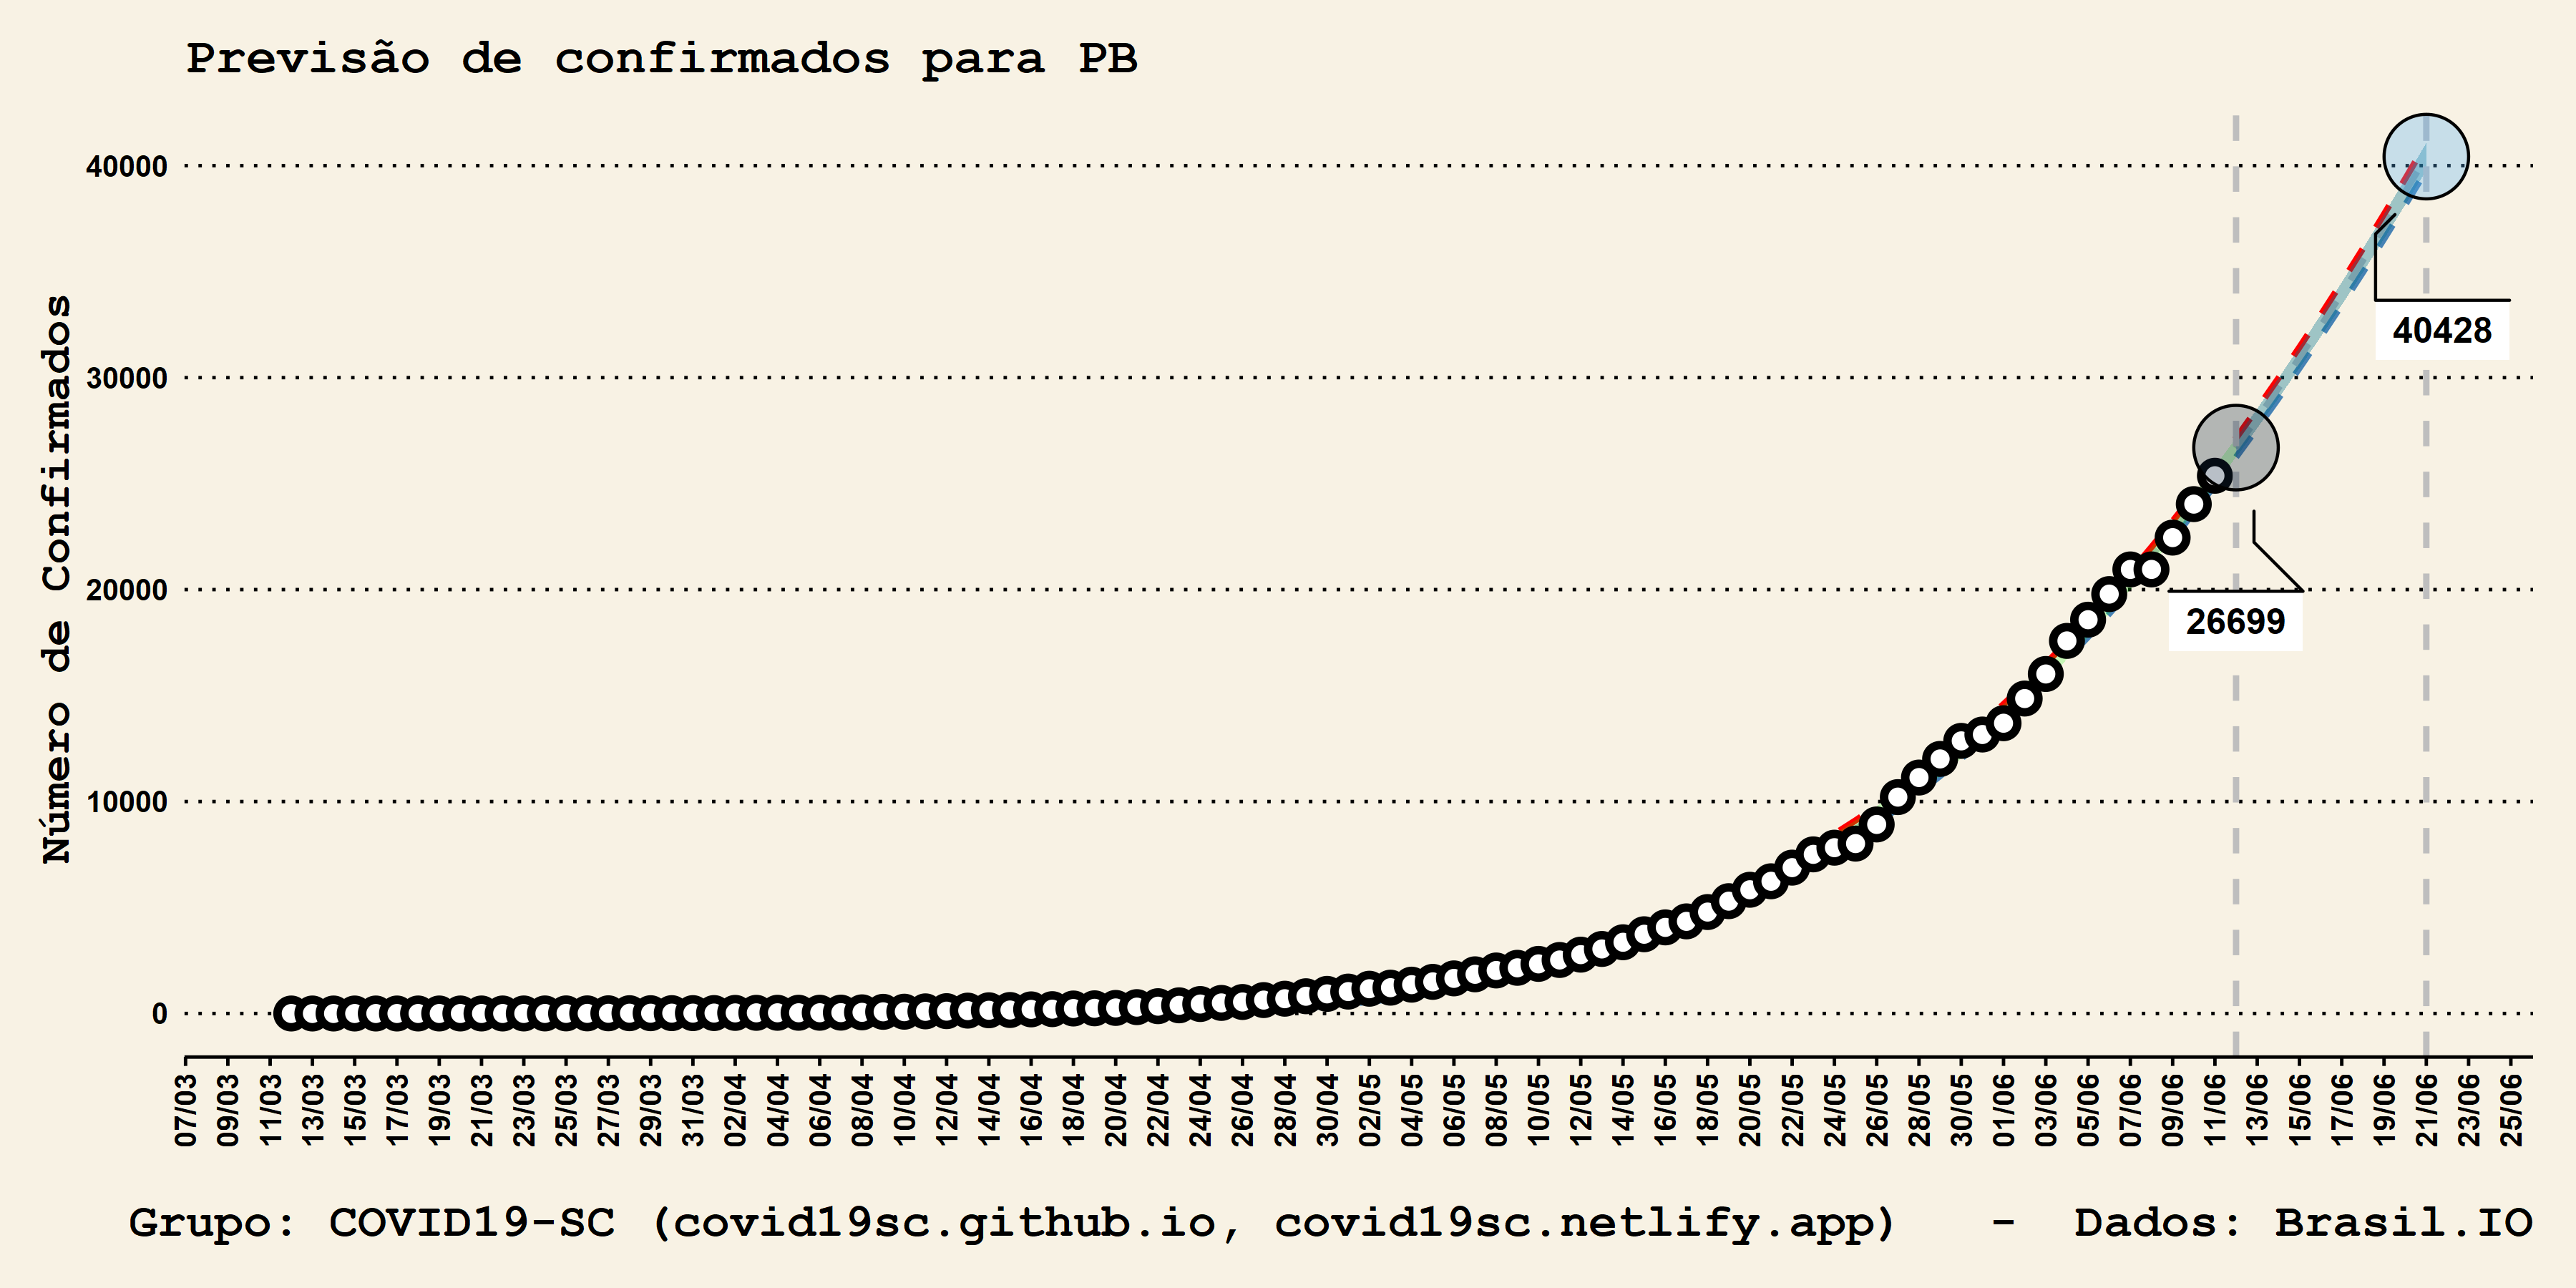 Previsão de confirmados para PB
Número de Confirmados
40000
30000
20000
10000
0
40428
26699
07/03 09/03 11/03 13/03 15/03 17/03 19/03 21/03 23/03 25/03 27/03 29/03 31/03 02/04 04/04 06/04 08/04 10/04 12/04 14/04 16/04 18/04 20/04 22/04 24/04 26/04 28/04 30/04 02/05 04/05 06/05 08/05 10/05 12/05 14/05 16/05 18/05 20/05 22/05 24/05 26/05 28/05 30/05 01/06 03/06 05/06 07/06 09/06 11/06 13/06 15/06 17/06 19/06 21/06 23/06 25/06
Grupo: COVID19-SC (covid19sc.github.io, covid19sc.netlify.app) - Dados: Brasil.IO